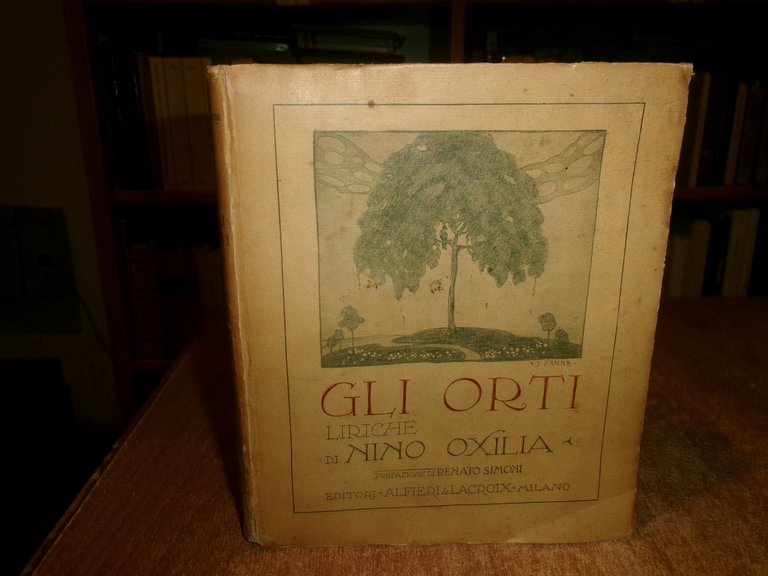 GLI ORTI
LIRICHE
DI NINO OXILIA
PREFAZIONE DI RENATO SIMONI
EDITORI · ALFIERI & LACROIX · MILANO